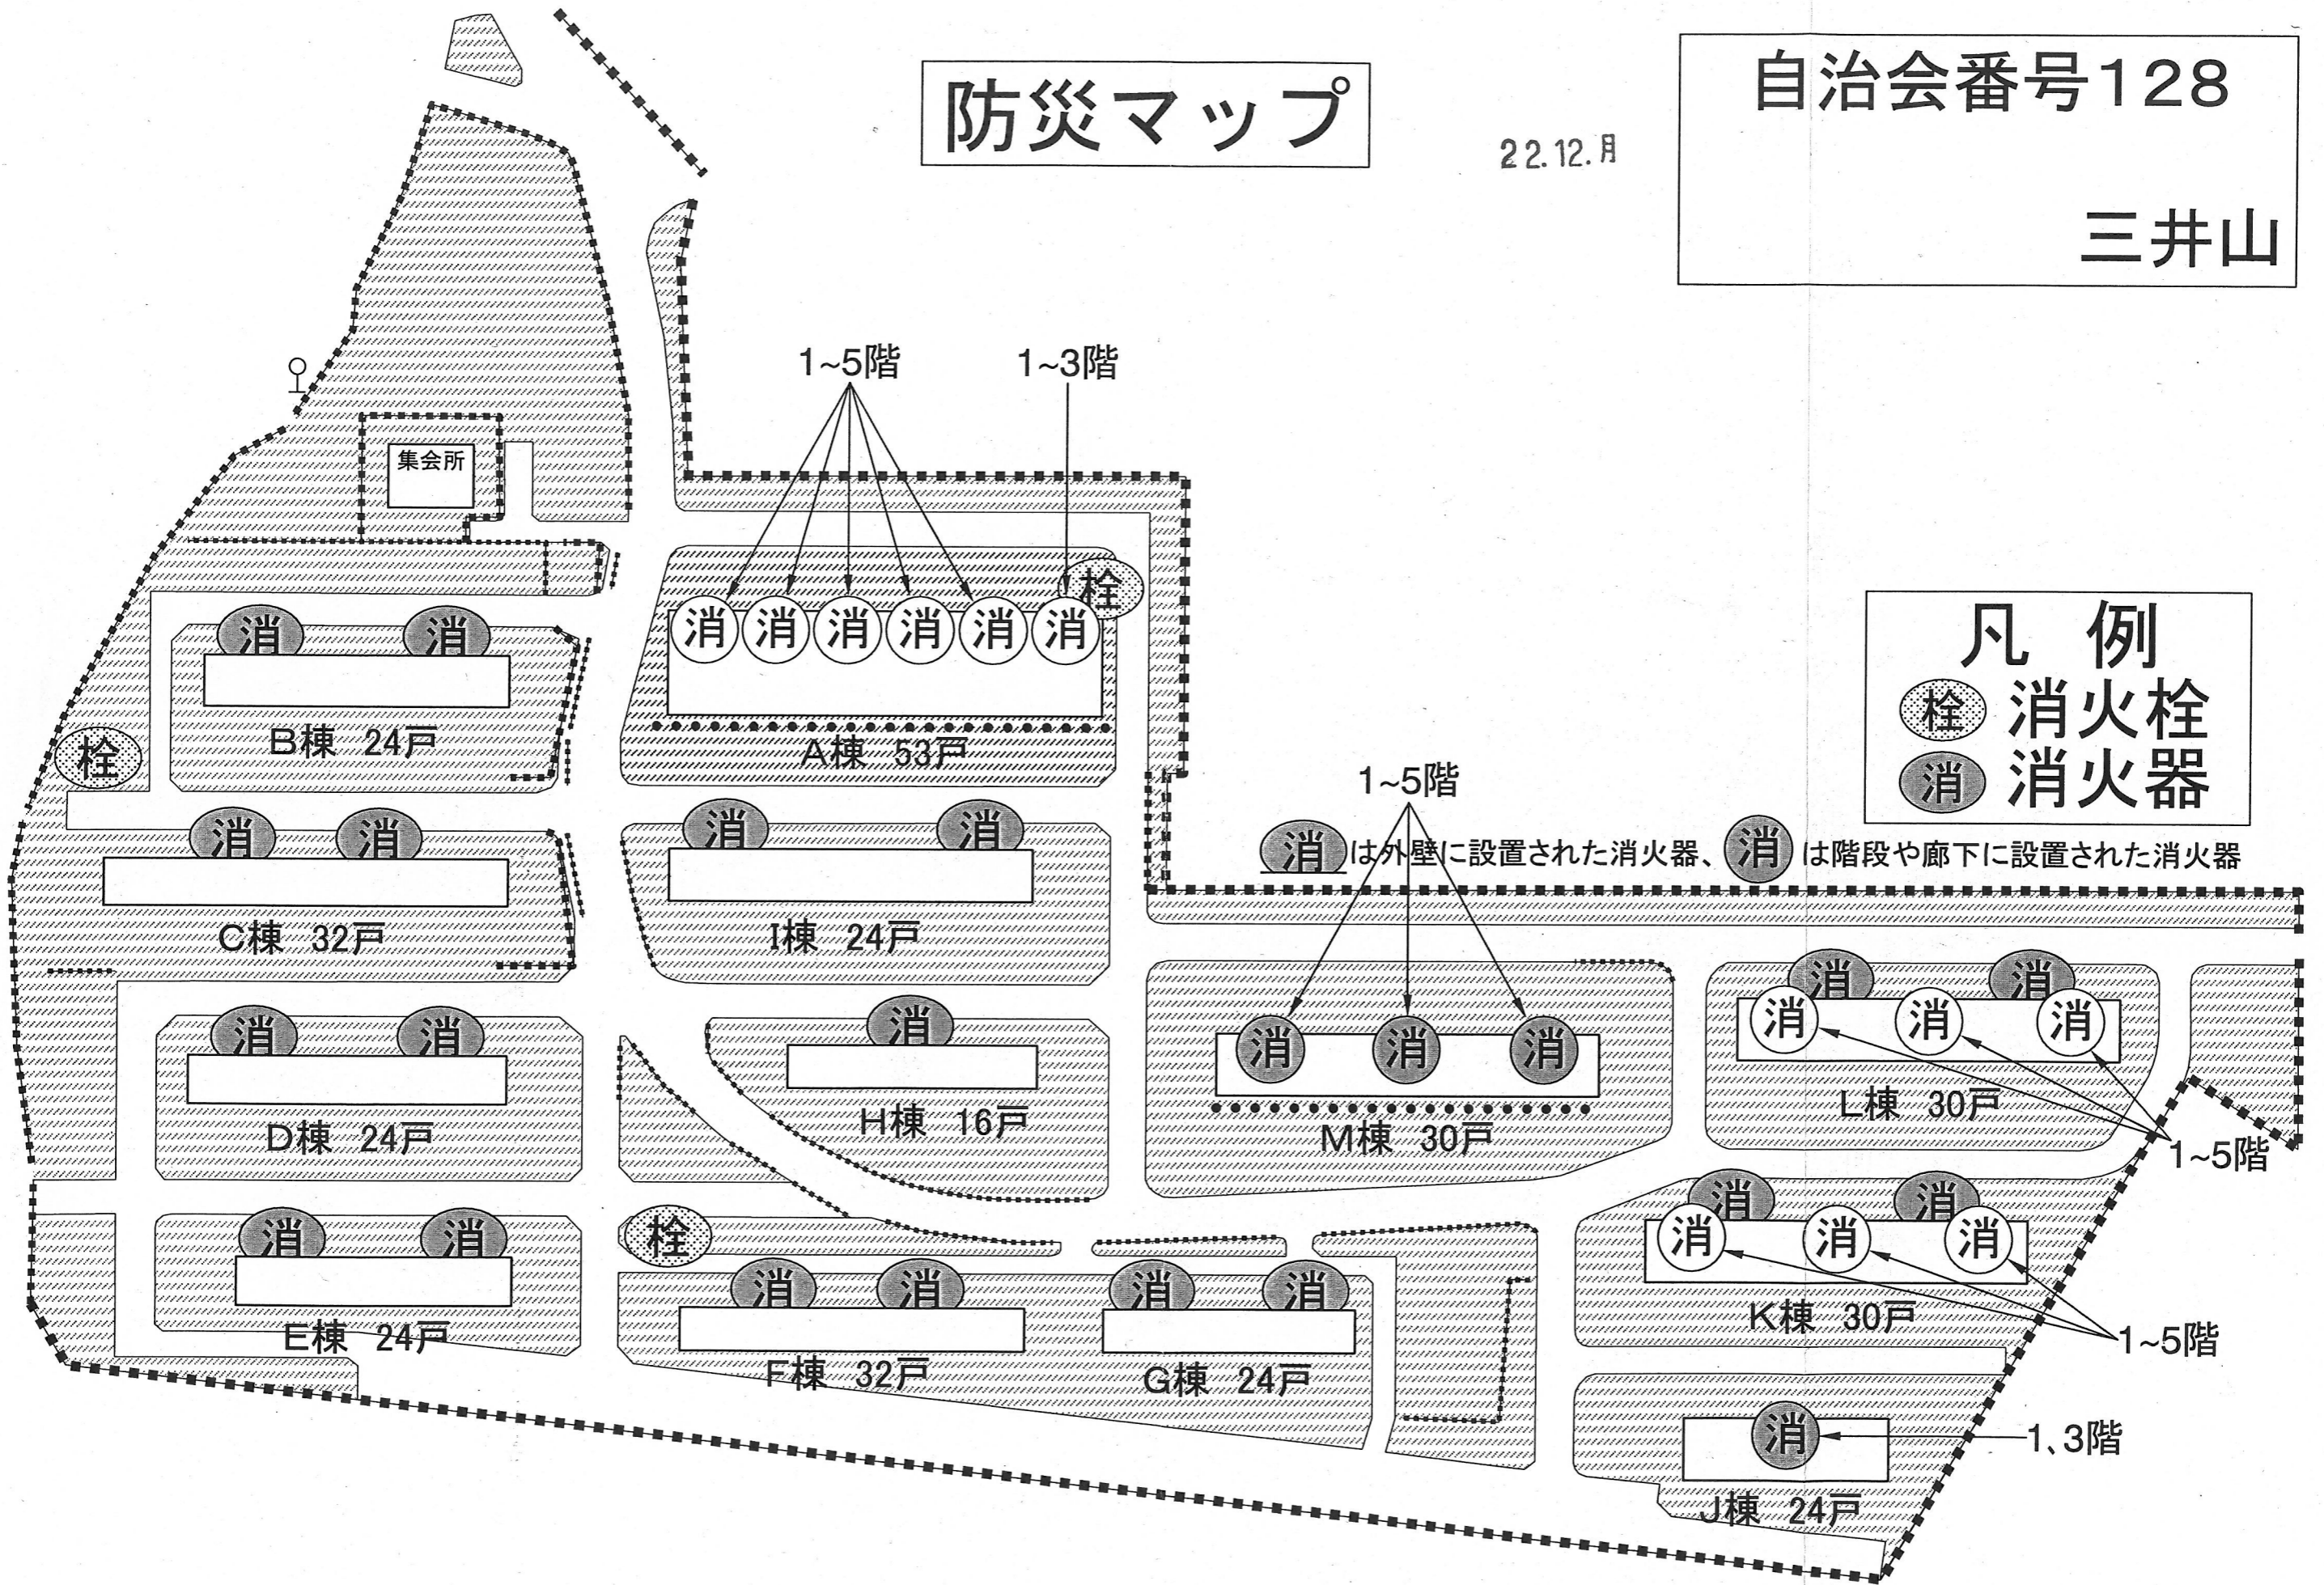 防災マップ
22.12.月
自治会番号128
三井山
1~5階
1~3階
集会所
栓
消 消 消 消 消 消
消 消
B棟 24戸
A棟 53戸
栓
凡 例
栓 消火栓
消 消火器
1~5階
消は外壁に設置された消火器、消は階段や廊下に設置された消火器
消 消
C棟 32戸
消 消
I棟 24戸
消 消
D棟 24戸
消
H棟 16戸
消 消 消
M棟 30戸
消 消
消 消 消
L棟 30戸
1~5階
消 消
E棟 24戸
栓
消 消
F棟 32戸
消 消
G棟 24戸
消 消
消 消 消
K棟 30戸
1~5階
消
1、3階
J棟 24戸